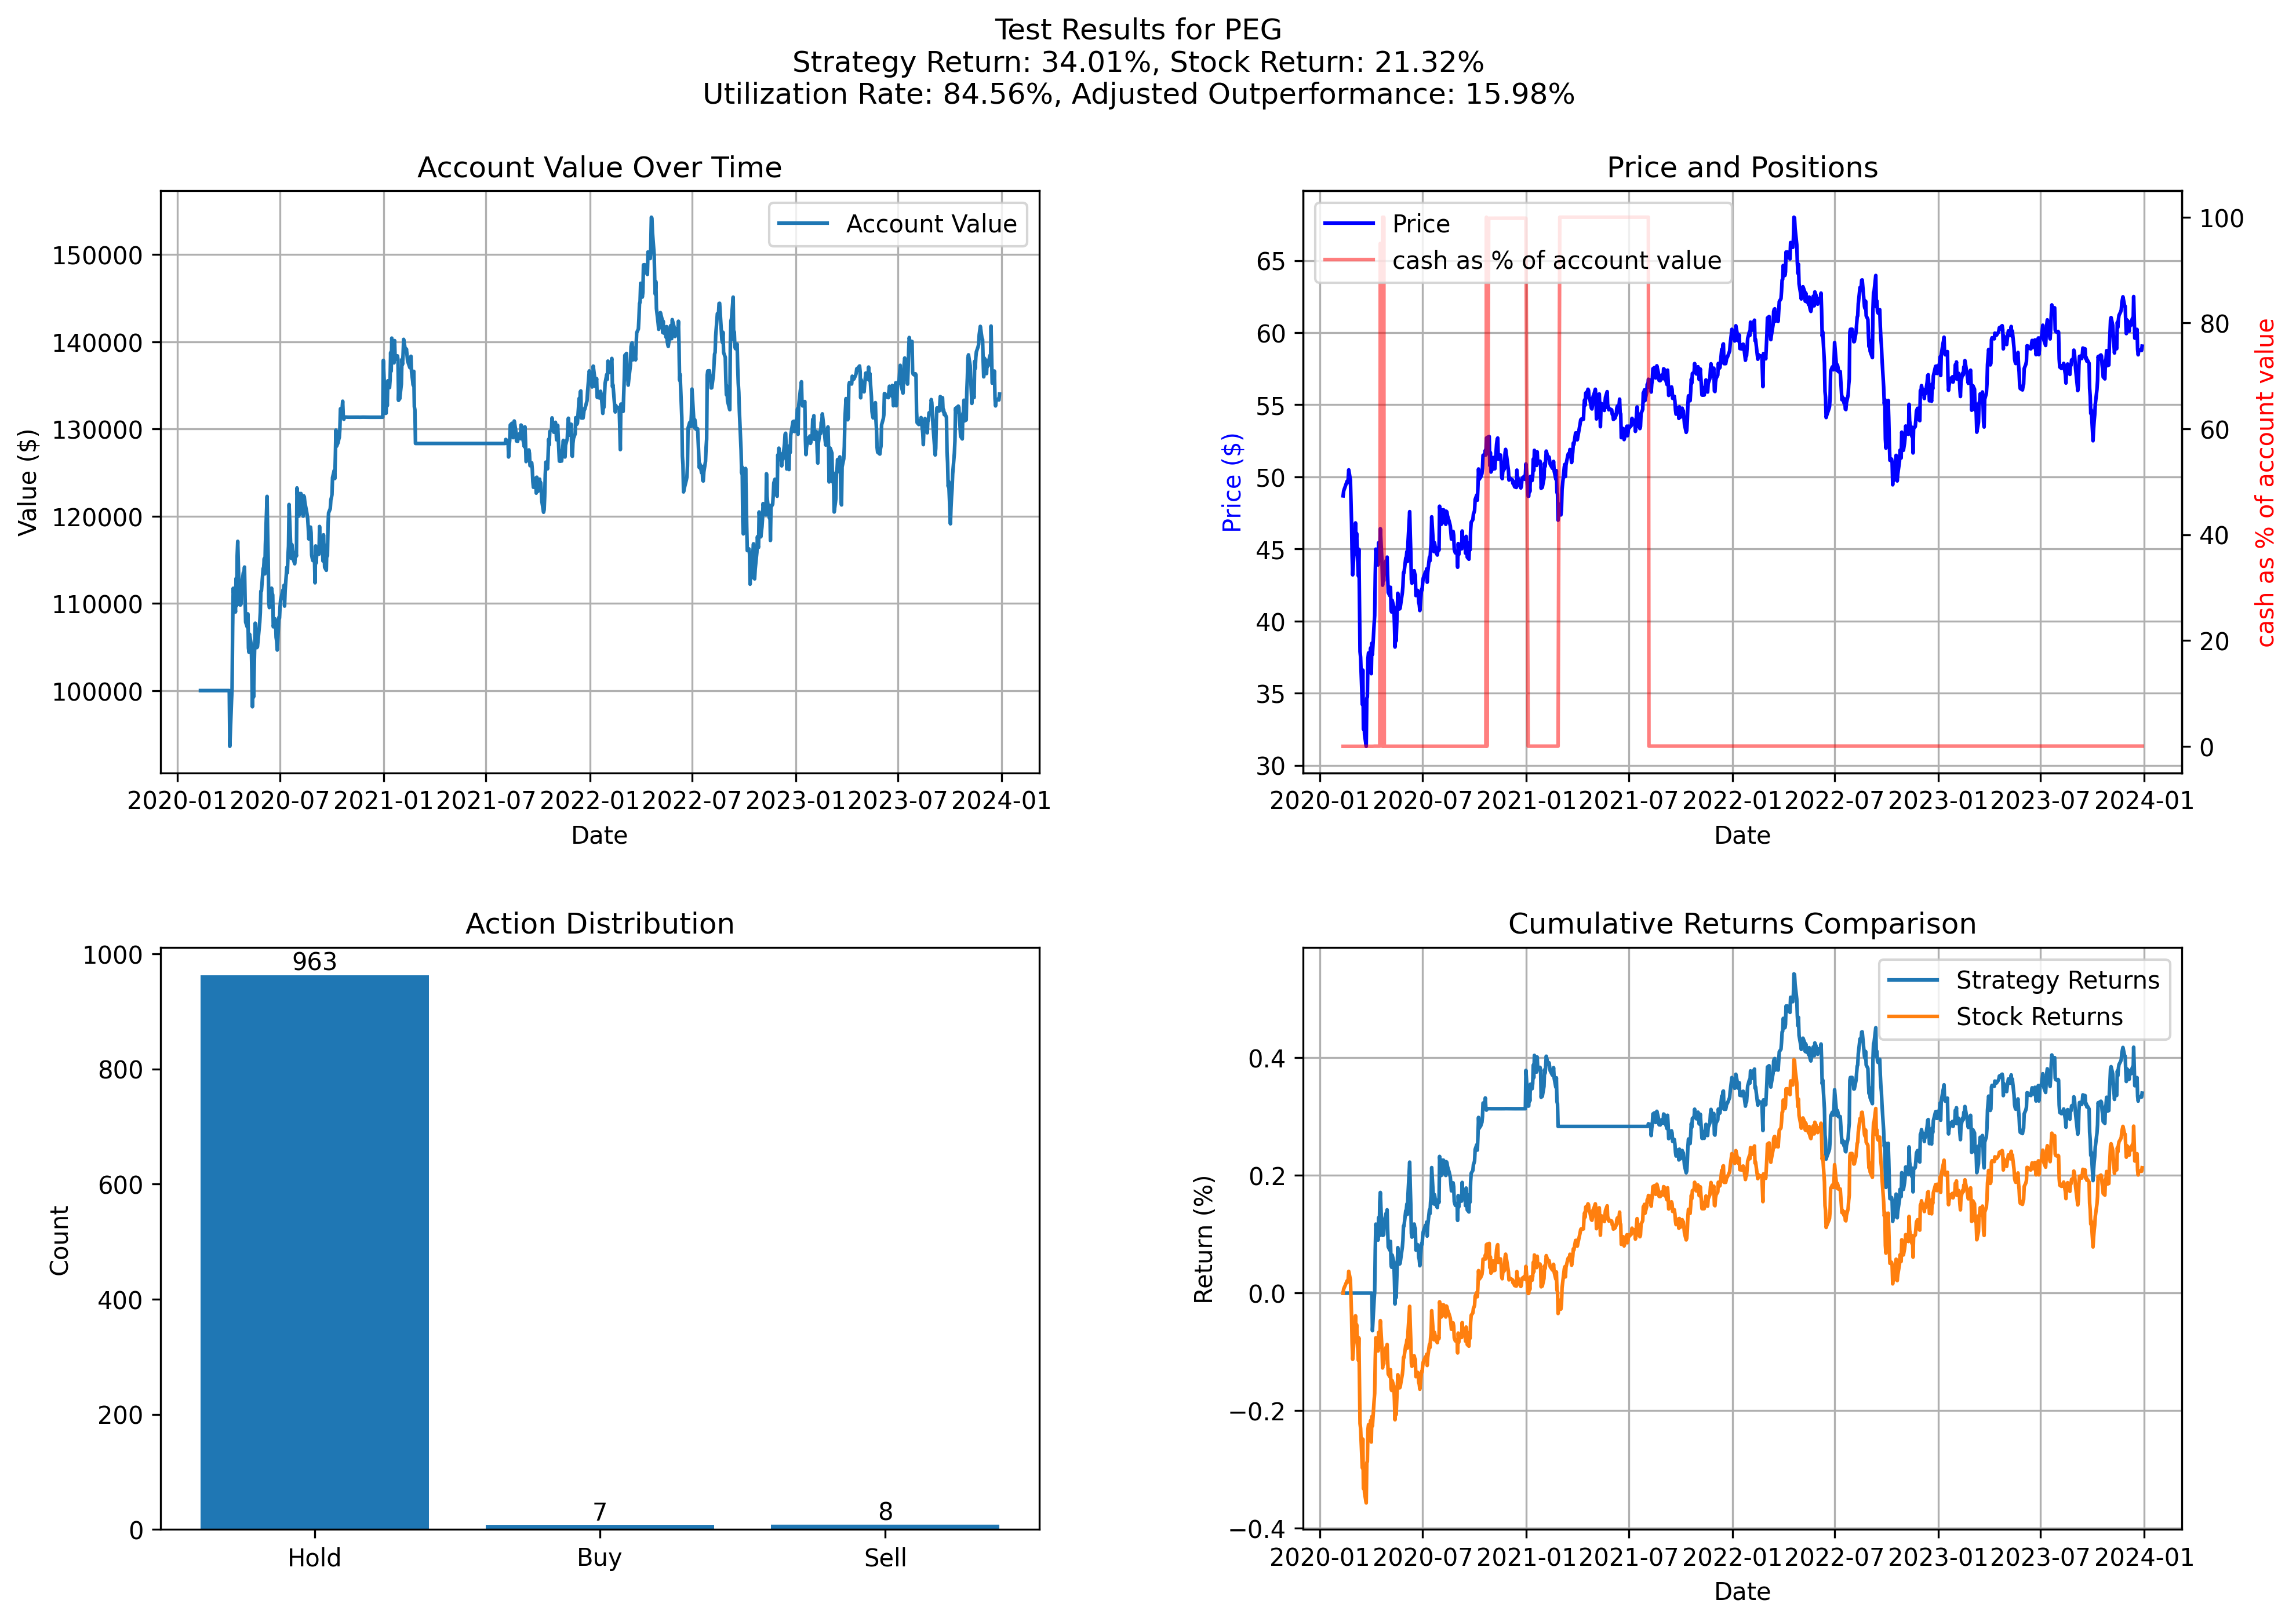 Test Results for PEG
Strategy Return: 34.01%, Stock Return: 21.32%
Utilization Rate: 84.56%, Adjusted Outperformance: 15.98%
Account Value Over Time
Account Value
150000
140000
130000
120000
110000
100000
Value ($)
2020-01 2020-07 2021-01 2021-07 2022-01 2022-07 2023-01 2023-07 2024-01
Date
Price and Positions
Price
cash as % of account value
65
60
55
50
45
40
35
30
Price ($)
100
80
60
40
20
0
cash as % of account value
2020-01 2020-07 2021-01 2021-07 2022-01 2022-07 2023-01 2023-07 2024-01
Date
Action Distribution
1000
800
600
400
200
0
Count
963
7
8
Hold
Buy
Sell
Cumulative Returns Comparison
Strategy Returns
Stock Returns
0.4
0.2
0.0
−0.2
−0.4
Return (%)
2020-01 2020-07 2021-01 2021-07 2022-01 2022-07 2023-01 2023-07 2024-01
Date